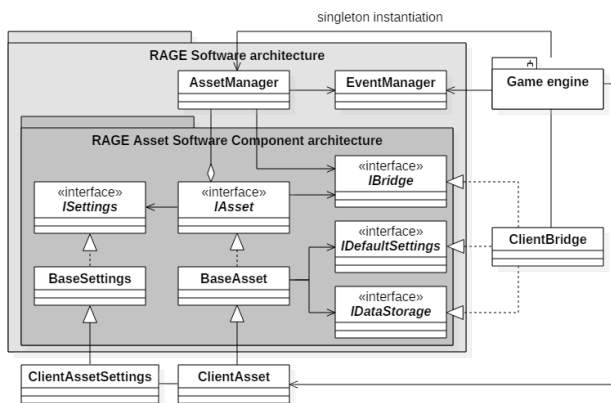 singleton instantiation
RAGE Software architecture
AssetManager
EventManager
Game engine
RAGE Asset Software Component architecture
«interface»
ISettings
«interface»
IAsset
«interface»
IBridge
«interface»
IDefaultSettings
ClientBridge
BaseSettings
BaseAsset
«interface»
IDataStorage
ClientAssetSettings
ClientAsset